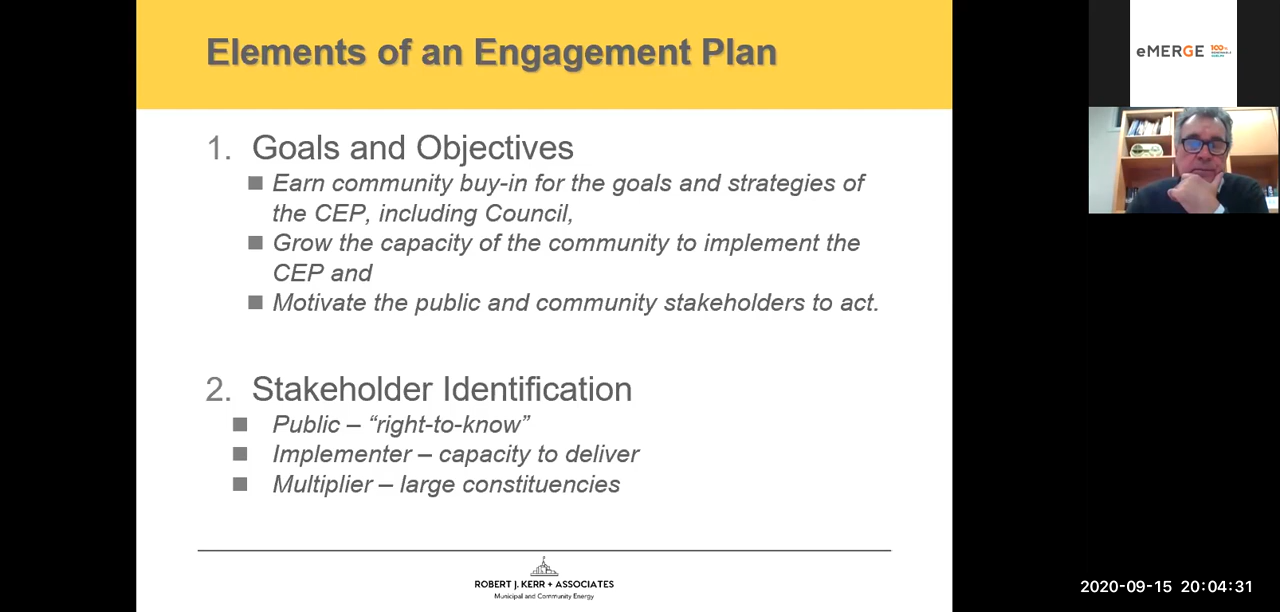 Elements of an Engagement Plan
1. Goals and Objectives
■ Earn community buy-in for the goals and strategies of
the CEP, including Council,
■ Grow the capacity of the community to implement the
CEP and
■ Motivate the public and community stakeholders to act.
2. Stakeholder Identification
■ Public – “right-to-know”
■ Implementer – capacity to deliver
■ Multiplier – large constituencies
ROBERT J. KERR + ASSOCIATES
Municipal and Community Energy
eMERGE 100%
2020-09-15 20:04:31